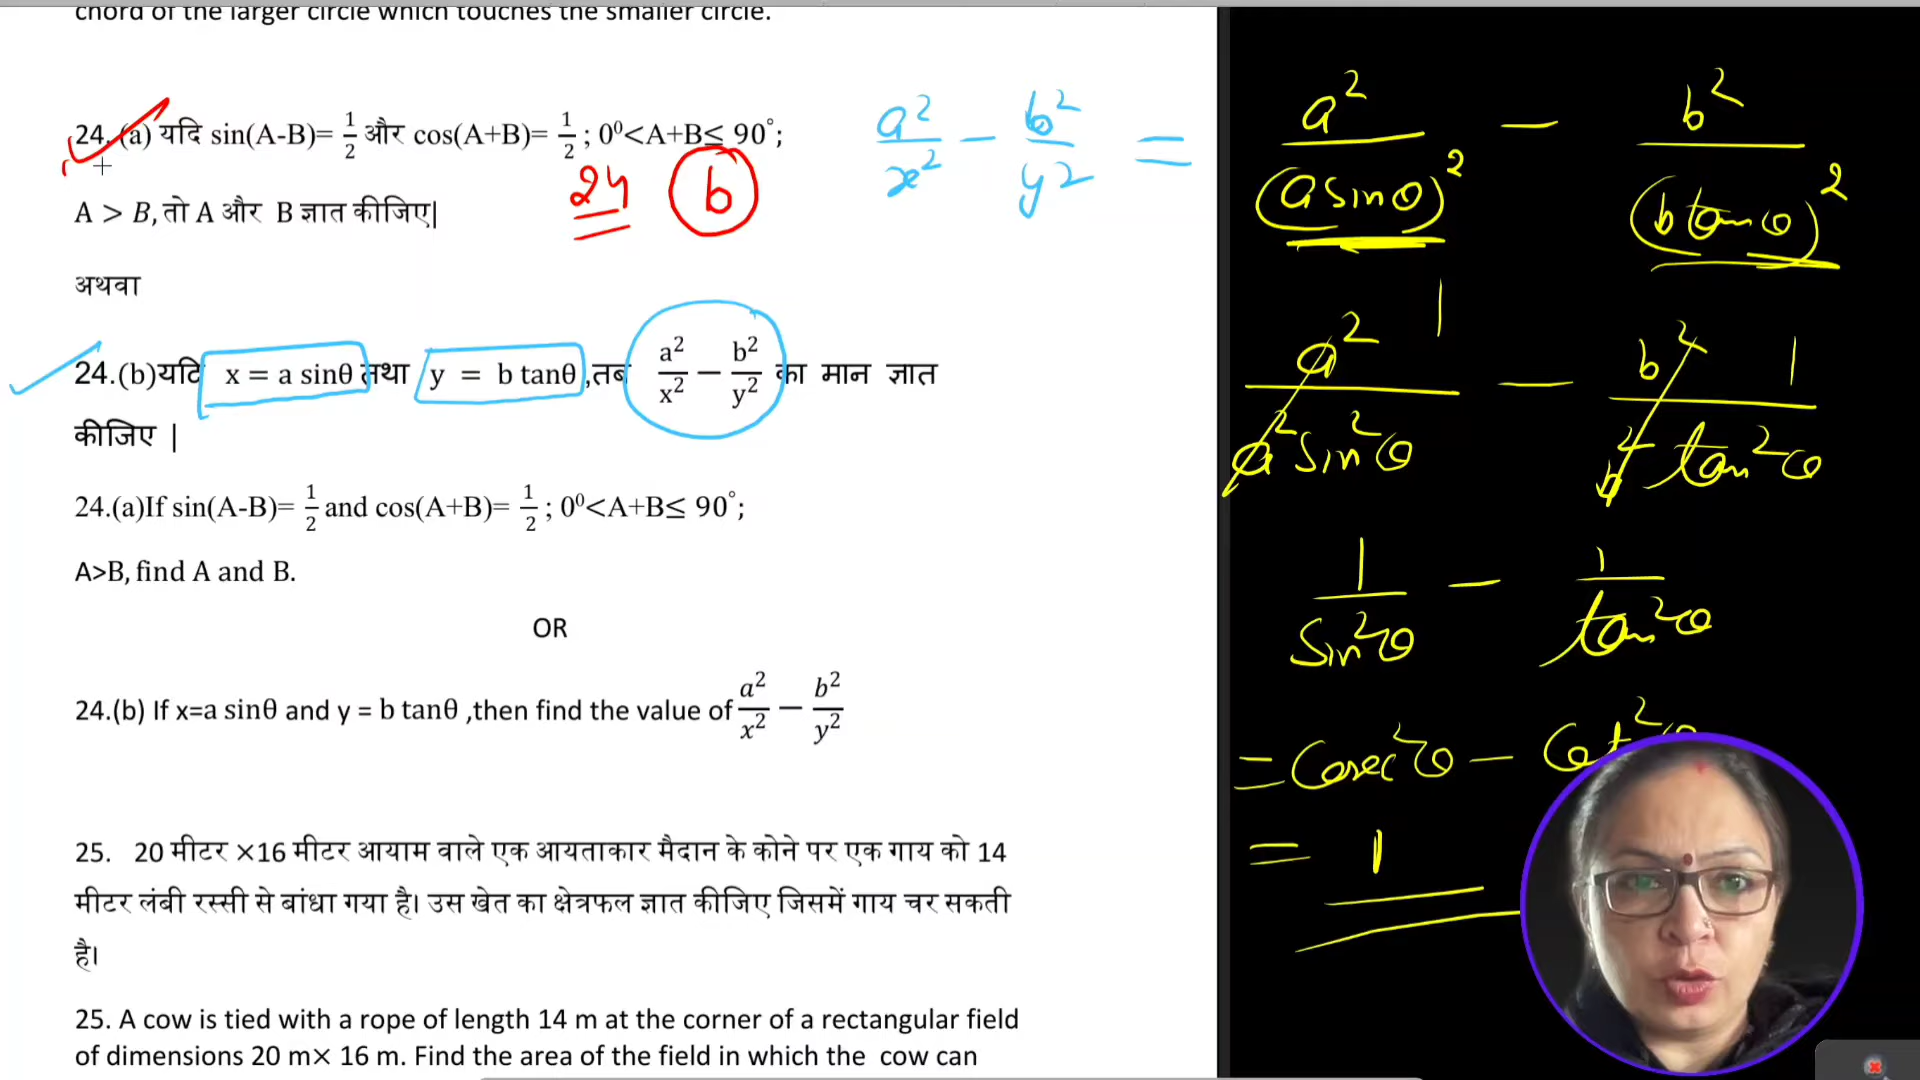 chord of the larger circle which touches the smaller circle.
24.(a) यदि sin(A-B)= 1/2 और cos(A+B)= 1/2 ; 0⁰<A+B≤ 90°;
A > B, तो A और B ज्ञात कीजिए|
24 b
a²/x² − b²/y² =
अथवा
24.(b)यदि x = a sinθ तथा y = b tanθ ,तब a²/x² − b²/y² का मान ज्ञात
कीजिए |
24.(a)If sin(A-B)= 1/2 and cos(A+B)= 1/2 ; 0⁰<A+B≤ 90°;
A>B, find A and B.
OR
24.(b) If x=a sinθ and y = b tanθ ,then find the value of a²/x² − b²/y²
25. 20 मीटर ×16 मीटर आयाम वाले एक आयताकार मैदान के कोने पर एक गाय को 14
मीटर लंबी रस्सी से बांधा गया है। उस खेत का क्षेत्रफल ज्ञात कीजिए जिसमें गाय चर सकती
है।
25. A cow is tied with a rope of length 14 m at the corner of a rectangular field
of dimensions 20 m× 16 m. Find the area of the field in which the cow can
a²/(a sinθ)² − b²/(b tanθ)²
a² 1/a² sin²θ − b² 1/b² tan²θ
1/sin²θ − 1/tan²θ
= Cosec²θ − Cot²θ
= 1